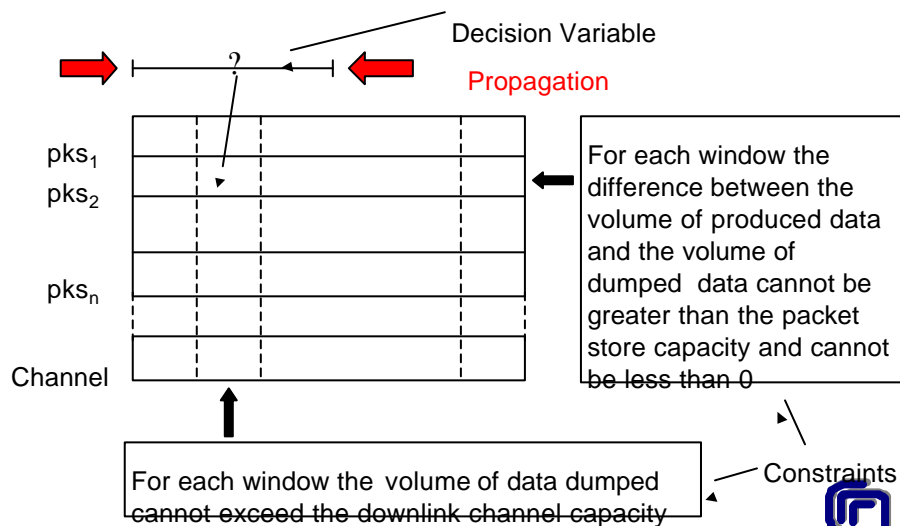 Decision Variable
?
Propagation
pks₁
pks₂
pksₙ
Channel
For each window the
difference between the
volume of produced data
and the volume of
dumped data cannot be
greater than the packet
store capacity and cannot
be less than 0
For each window the volume of data dumped
cannot exceed the downlink channel capacity
Constraints